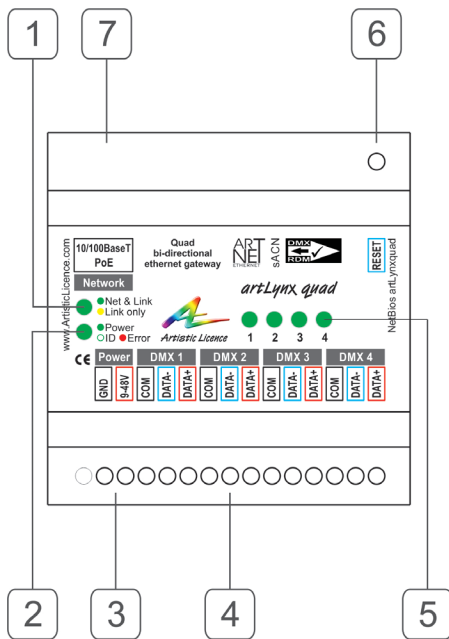 1
7
6
www.ArtisticLicence.com
10/100BaseT
PoE
Network
Quad
bi-directional
ethernet gateway
ART
NET
ETHERNET
sACN
DMX
RDM
RESET
NetBios artLynxquad
Net & Link
Link only
Power
ID Error
Artistic Licence
artLynx quad
1 2 3 4
CE
Power DMX 1 DMX 2 DMX 3 DMX 4
GND 9-48V COM DATA- DATA+ COM DATA- DATA+ COM DATA- DATA+ COM DATA- DATA+
2
3
4
5